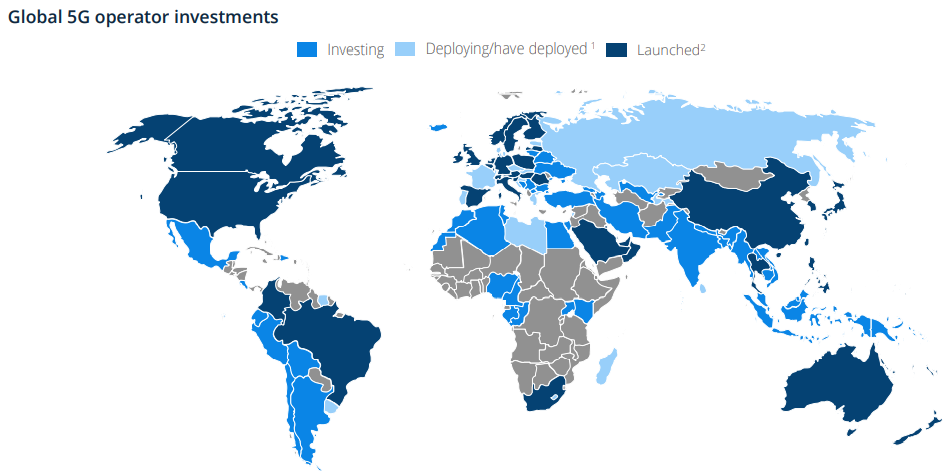 Global 5G operator investments
Investing Deploying/have deployed 1 Launched2